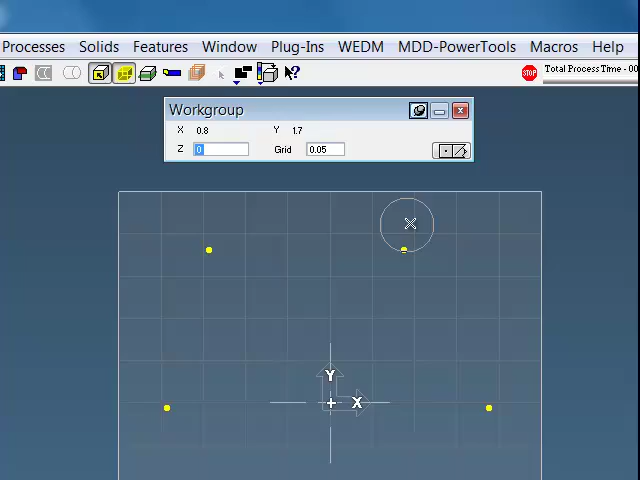 Processes Solids Features Window Plug-Ins WEDM MDD-PowerTools Macros Help
STOP Total Process Time - 00
Workgroup
X 0.8 Y 1.7
Z 0 Grid 0.05
Y
X